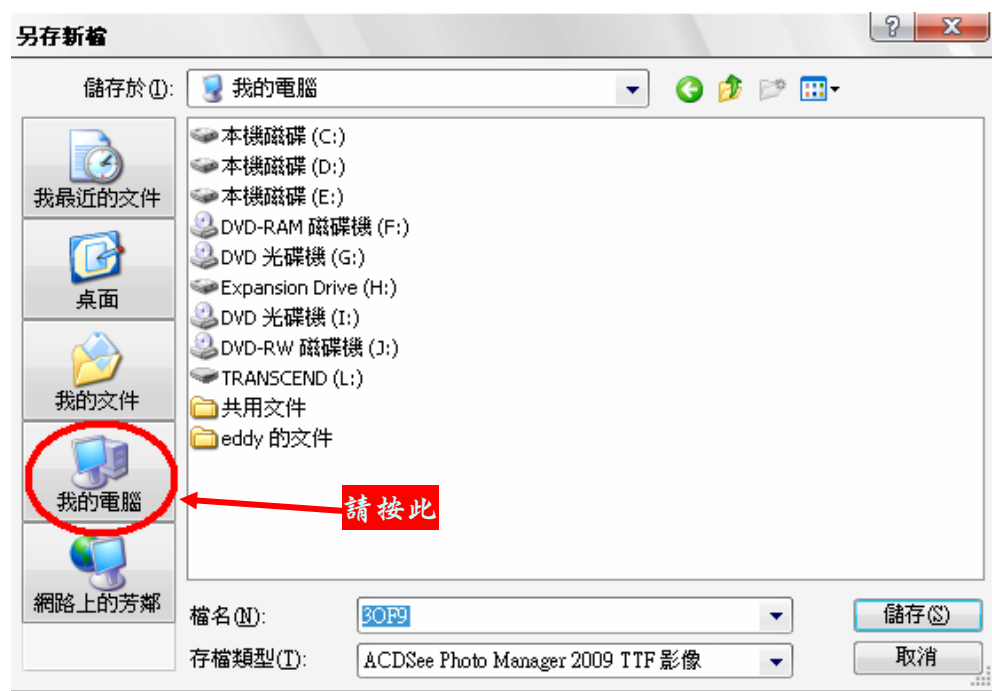 另存新檔
儲存於(I):
我的電腦
我最近的文件
桌面
我的文件
我的電腦
網路上的芳鄰
本機磁碟 (C:)
本機磁碟 (D:)
本機磁碟 (E:)
DVD-RAM 磁碟機 (F:)
DVD 光碟機 (G:)
Expansion Drive (H:)
DVD 光碟機 (I:)
DVD-RW 磁碟機 (J:)
TRANSCEND (L:)
共用文件
eddy 的文件
請按此
檔名(N):
3OF9
儲存(S)
存檔類型(T):
ACDSee Photo Manager 2009 TTF 影像
取消